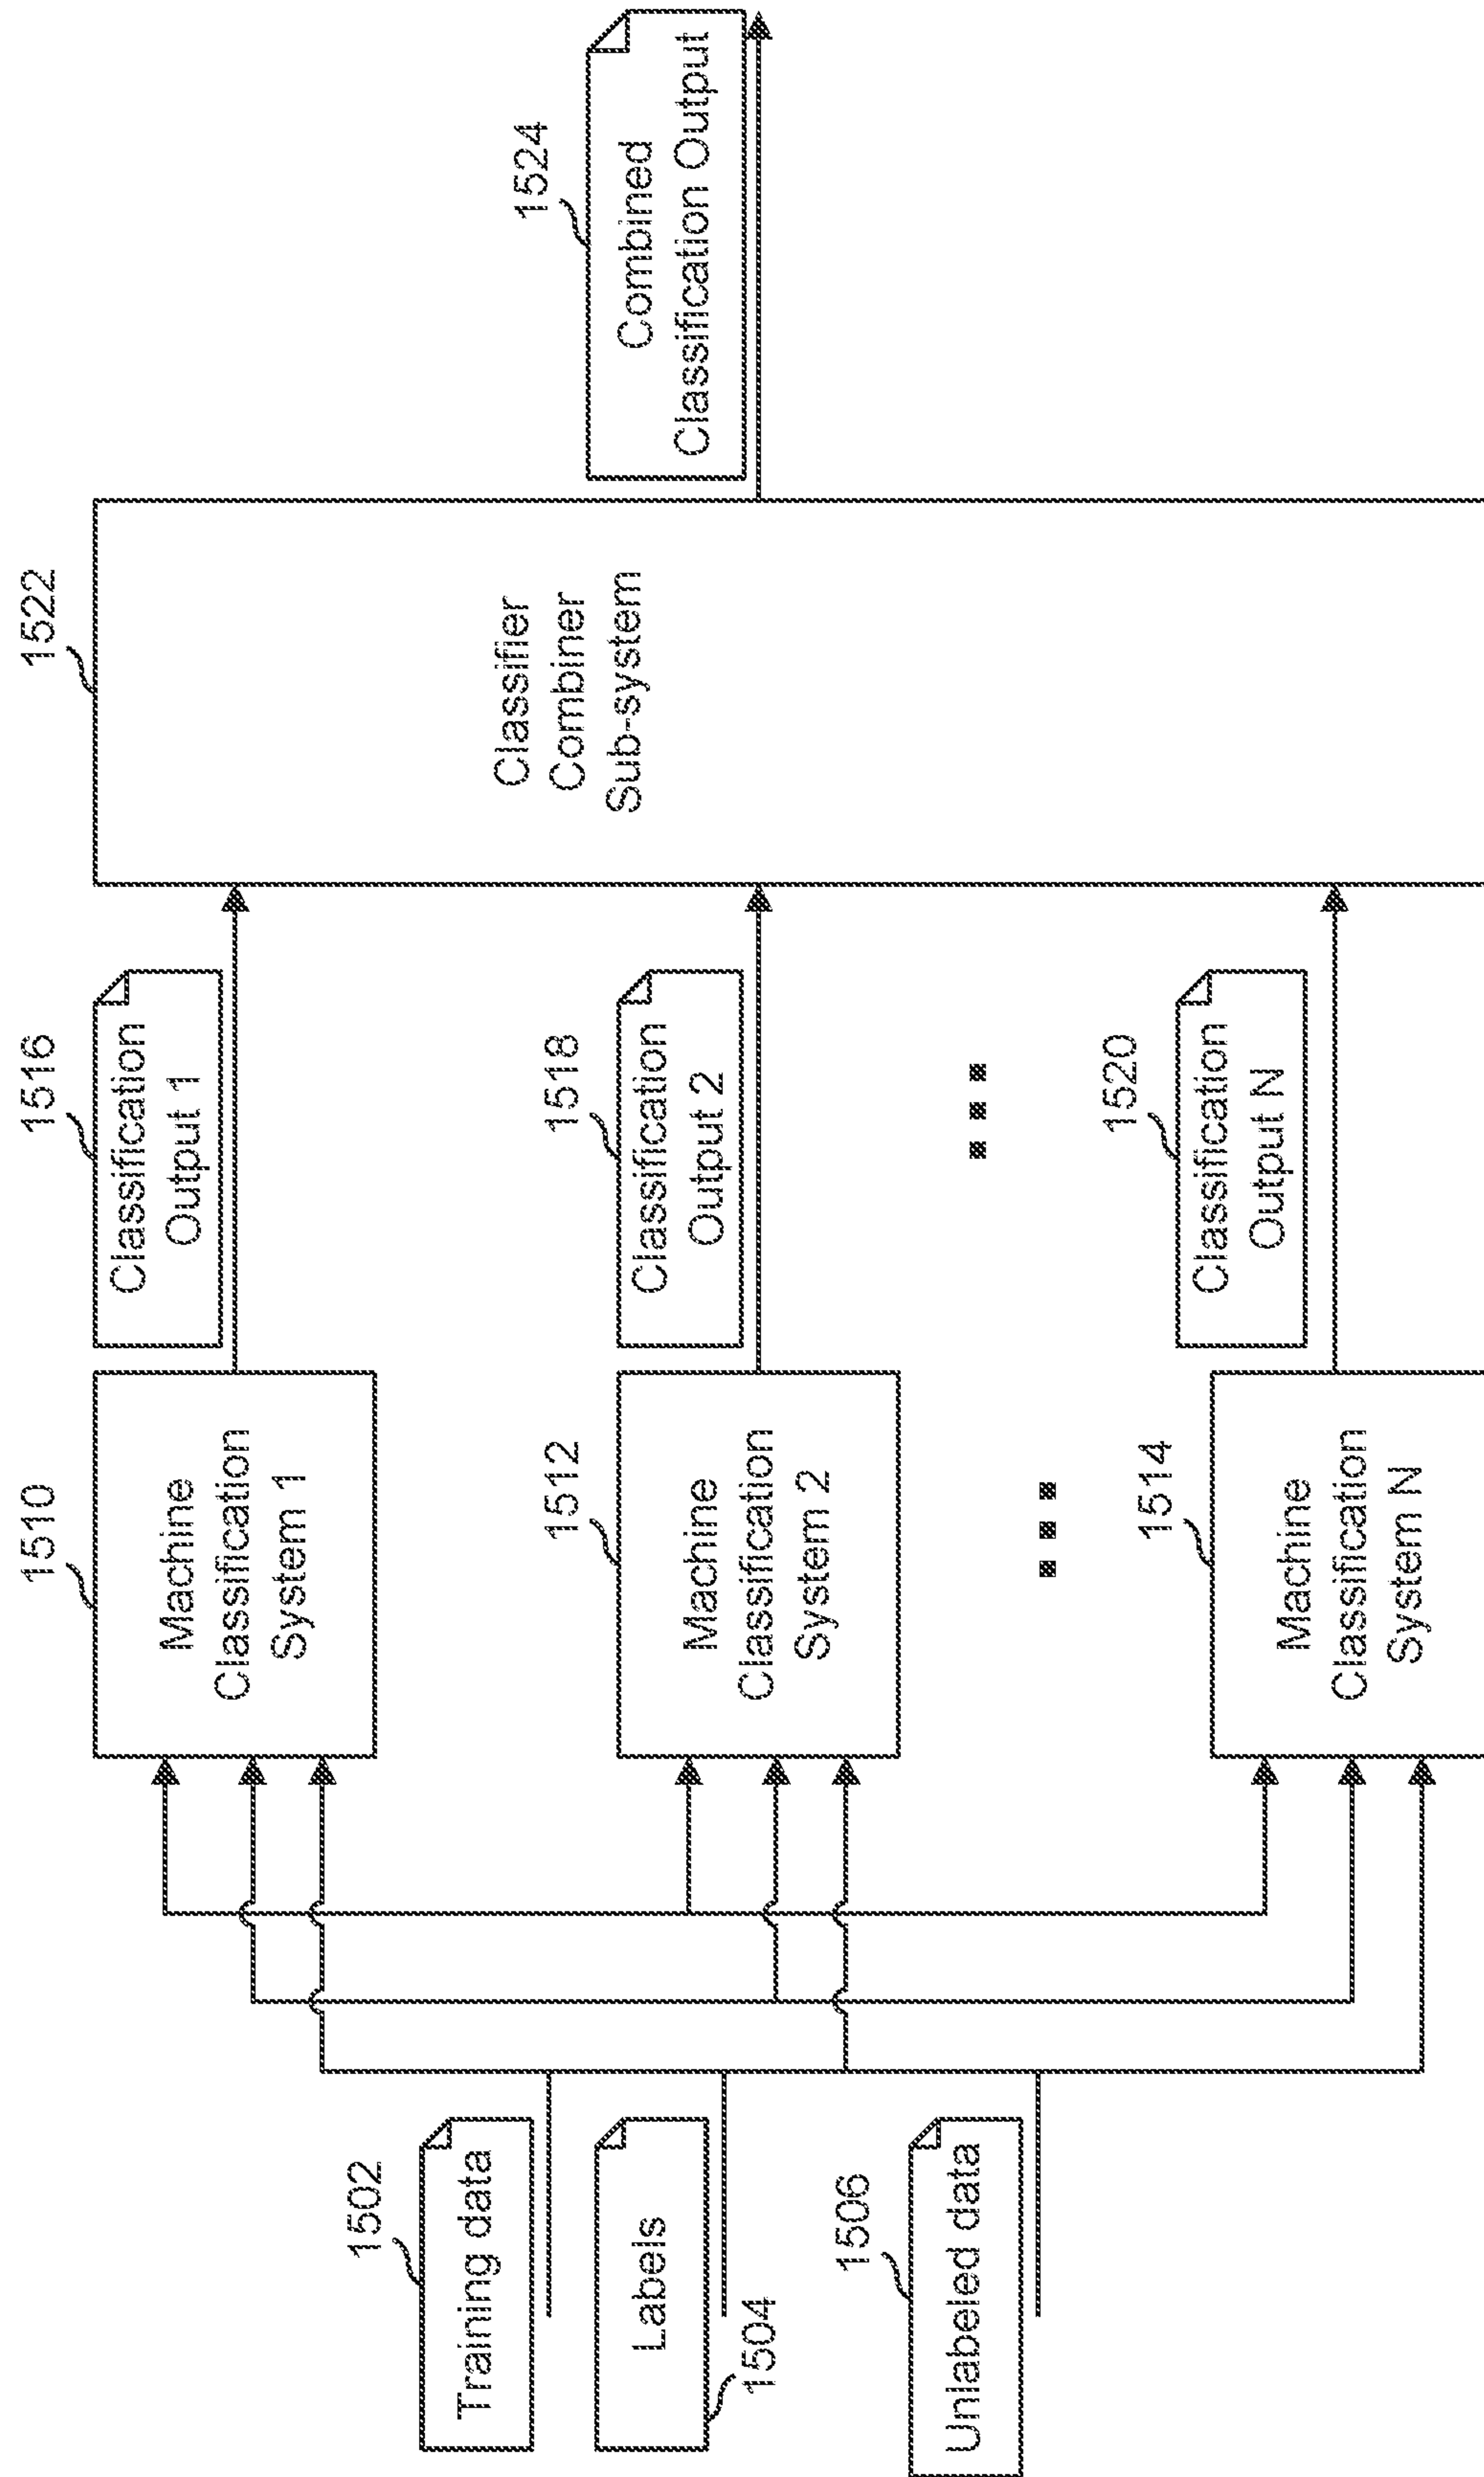 1502
Training data
Labels
1504
1506
Unlabeled data
1510
Machine
Classification
System 1
1512
Machine
Classification
System 2
1514
Machine
Classification
System N
1516
Classification
Output 1
1518
Classification
Output 2
1520
Classification
Output N
1522
Classifier
Combiner
Sub-system
1524
Combined
Classification Output